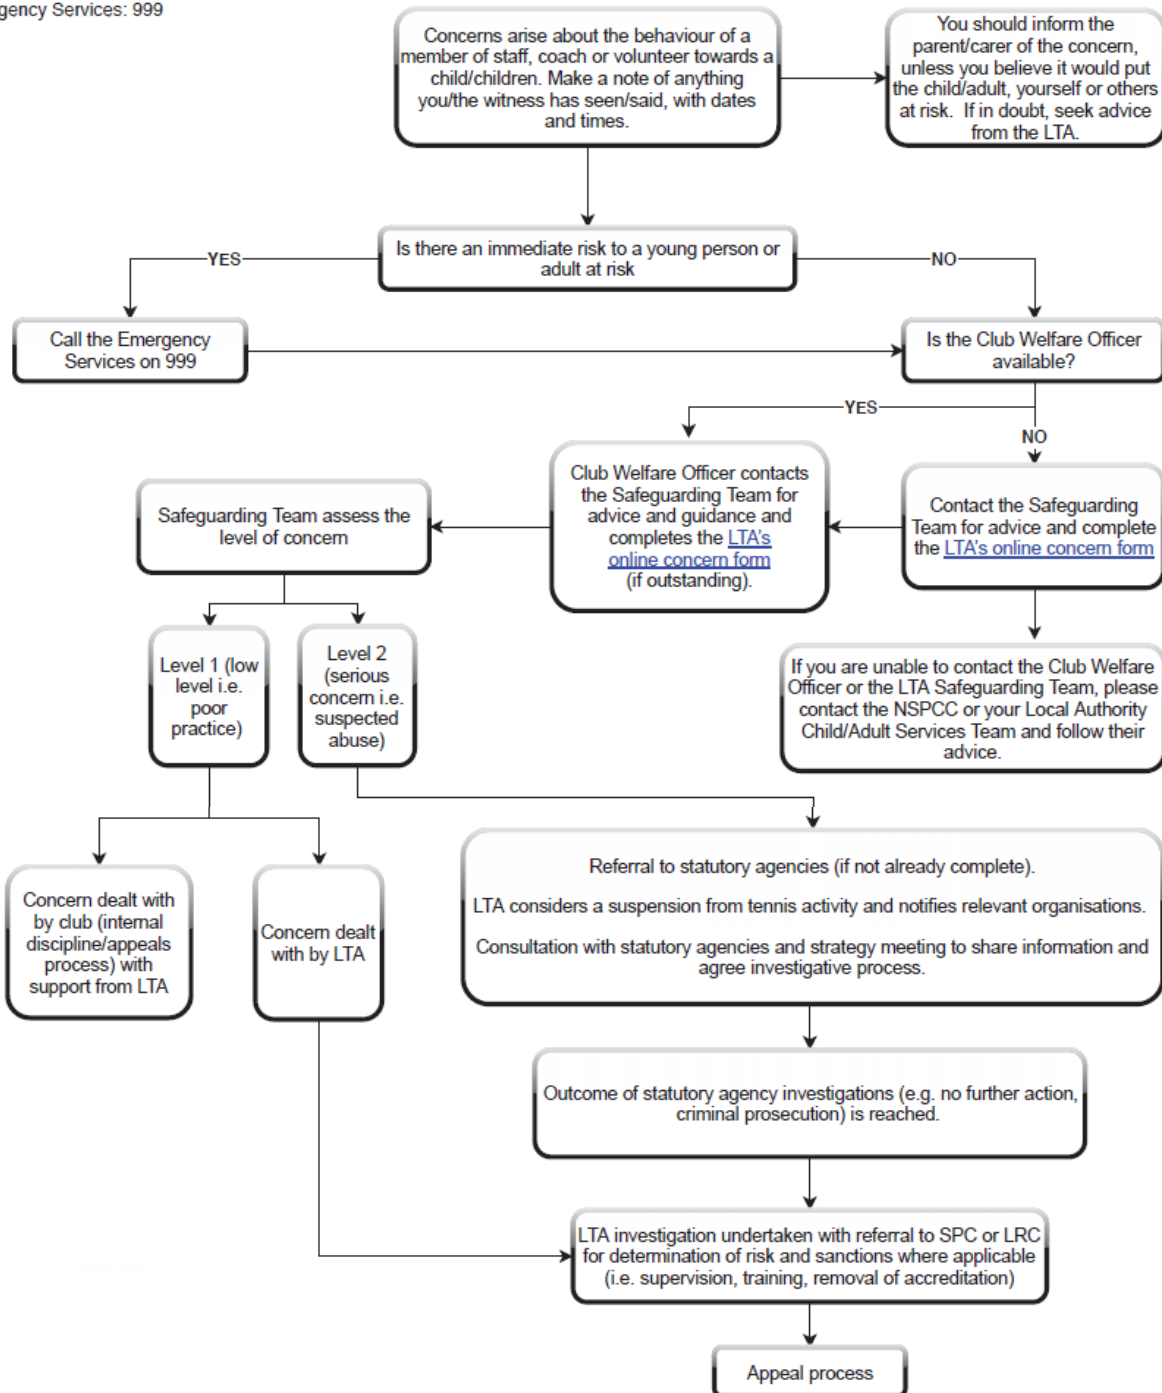 gency Services: 999
Concerns arise about the behaviour of a
member of staff, coach or volunteer towards a
child/children. Make a note of anything
you/the witness has seen/said, with dates
and times.
You should inform the
parent/carer of the concern,
unless you believe it would put
the child/adult, yourself or others
at risk. If in doubt, seek advice
from the LTA.
Is there an immediate risk to a young person or
adult at risk
YES
NO
Call the Emergency
Services on 999
Is the Club Welfare Officer
available?
YES
NO
Club Welfare Officer contacts
the Safeguarding Team for
advice and guidance and
completes the LTA's
online concern form
(if outstanding).
Contact the Safeguarding
Team for advice and complete
the LTA's online concern form
Safeguarding Team assess the
level of concern
Level 1 (low
level i.e.
poor
practice)
Level 2
(serious
concern i.e.
suspected
abuse)
If you are unable to contact the Club Welfare
Officer or the LTA Safeguarding Team, please
contact the NSPCC or your Local Authority
Child/Adult Services Team and follow their
advice.
Concern dealt with
by club (internal
discipline/appeals
process) with
support from LTA
Concern dealt
with by LTA
Referral to statutory agencies (if not already complete).
LTA considers a suspension from tennis activity and notifies relevant organisations.
Consultation with statutory agencies and strategy meeting to share information and
agree investigative process.
Outcome of statutory agency investigations (e.g. no further action,
criminal prosecution) is reached.
LTA investigation undertaken with referral to SPC or LRC
for determination of risk and sanctions where applicable
(i.e. supervision, training, removal of accreditation)
Appeal process